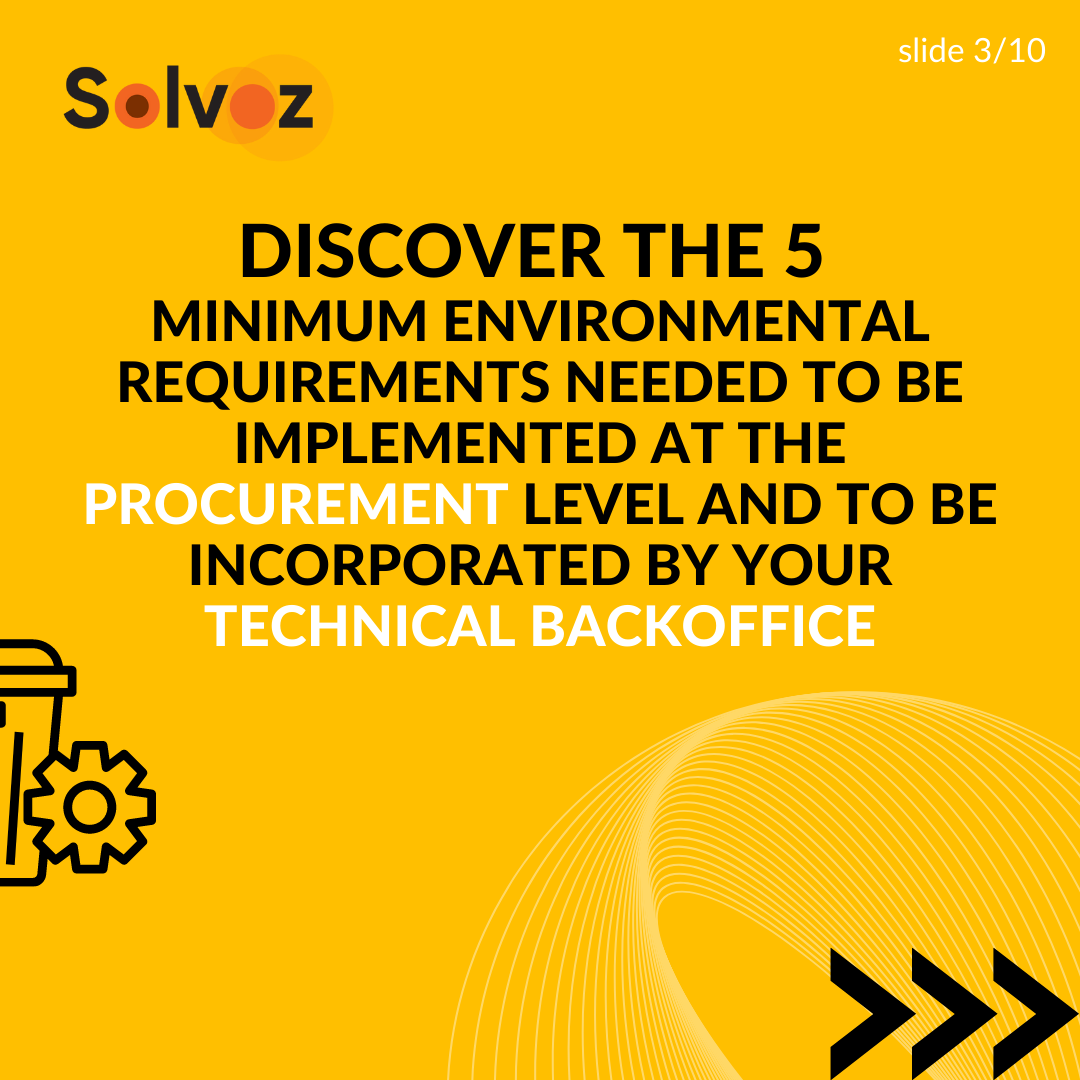 slide 3/10
Solvoz
DISCOVER THE 5
MINIMUM ENVIRONMENTAL
REQUIREMENTS NEEDED TO BE
IMPLEMENTED AT THE
PROCUREMENT LEVEL AND TO BE
INCORPORATED BY YOUR
TECHNICAL BACKOFFICE